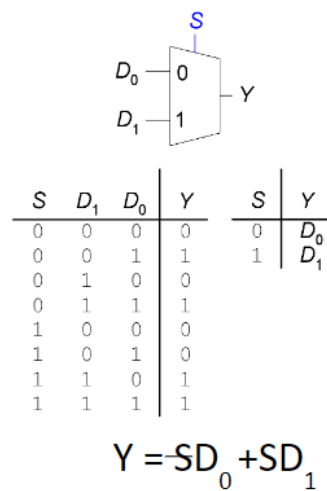 S
D₀ 0
Y
D₁ 1
S D₁ D₀ Y S Y
0 0 0 0 0 D₀
0 0 1 1 1 D₁
0 1 0 0
0 1 1 1
1 0 0 0
1 0 1 0
1 1 0 1
1 1 1 1
Y = S̅D₀ +SD₁